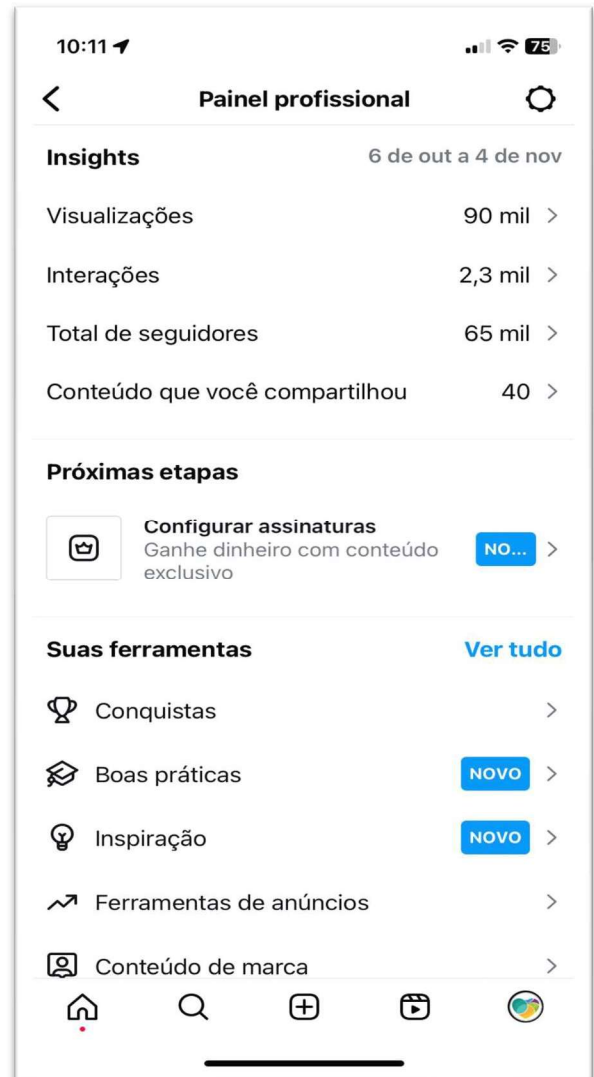 10:11
75
Painel profissional
Insights
6 de out a 4 de nov
Visualizações
90 mil
Interações
2,3 mil
Total de seguidores
65 mil
Conteúdo que você compartilhou
40
Próximas etapas
Configurar assinaturas
Ganhe dinheiro com conteúdo
exclusivo
NO...
Suas ferramentas
Ver tudo
Conquistas
Boas práticas
NOVO
Inspiração
NOVO
Ferramentas de anúncios
Conteúdo de marca